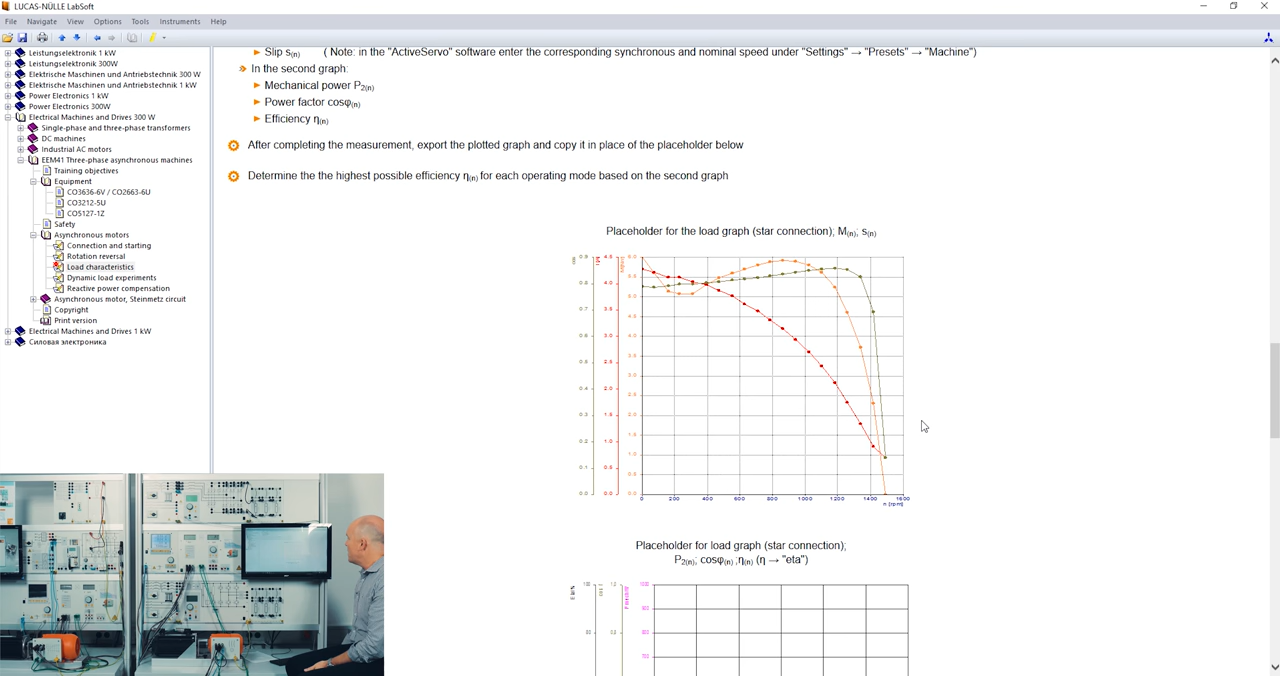 LUCAS-NÜLLE LabSoft
File Navigate View Options Tools Instruments Help
Leistungselektronik 1 kW
Leistungselektronik 300W
Elektrische Maschinen und Antriebstechnik 300 W
Elektrische Maschinen und Antriebstechnik 1 kW
Power Electronics 1 kW
Power Electronics 300W
Electrical Machines and Drives 300 W
Single-phase and three-phase transformers
DC machines
Industrial AC motors
EEM41 Three-phase asynchronous machines
Training objectives
Equipment
CO3636-6V / CO2663-6U
CO3212-5U
CO5127-1Z
Safety
Asynchronous motors
Connection and starting
Rotation reversal
Load characteristics
Dynamic load experiments
Reactive power compensation
Asynchronous motor, Steinmetz circuit
Copyright
Print version
Electrical Machines and Drives 1 kW
Силовая электроника
Slip s(n) ( Note: in the "ActiveServo" software enter the corresponding synchronous and nominal speed under "Settings" → "Presets" → "Machine")
In the second graph:
Mechanical power P2(n)
Power factor cosφ(n)
Efficiency η(n)
After completing the measurement, export the plotted graph and copy it in place of the placeholder below
Determine the the highest possible efficiency η(n) for each operating mode based on the second graph
Placeholder for the load graph (star connection); M(n); s(n)
0 200 400 600 800 1000 1200 1400 1600
n [rpm]
Placeholder for load graph (star connection);
P2(n); cosφ(n) ;η(n) (η → "eta")